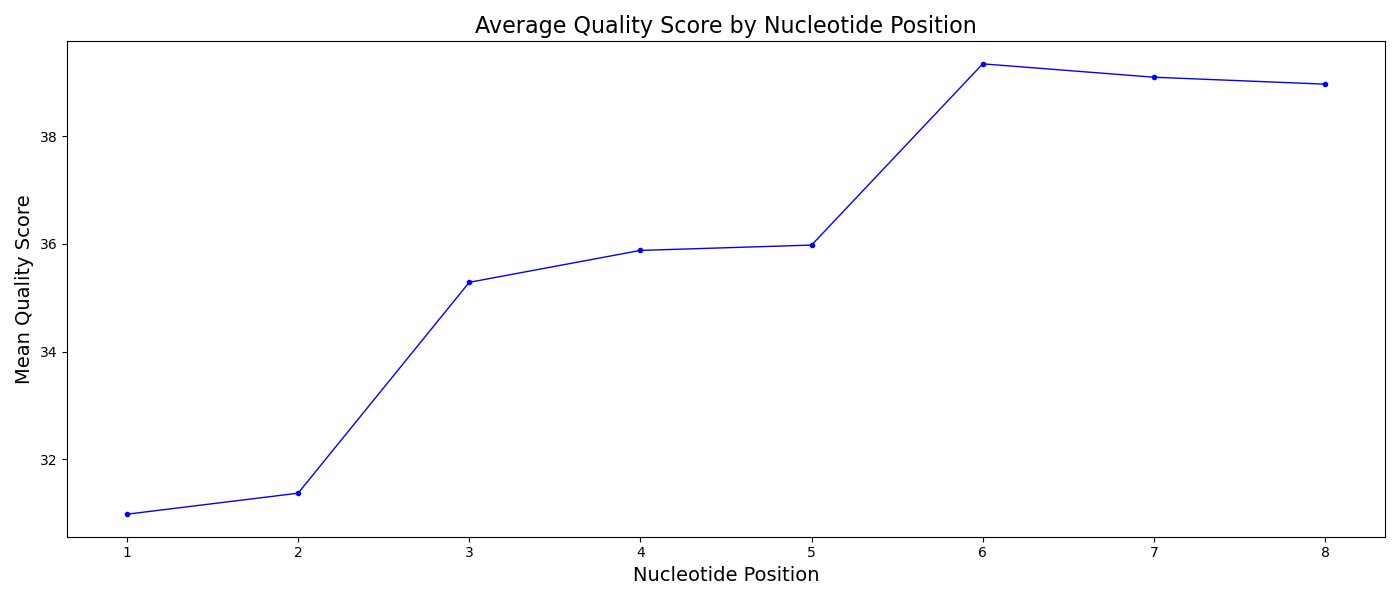 Average Quality Score by Nucleotide Position
Mean Quality Score
38
36
34
32
1 2 3 4 5 6 7 8
Nucleotide Position